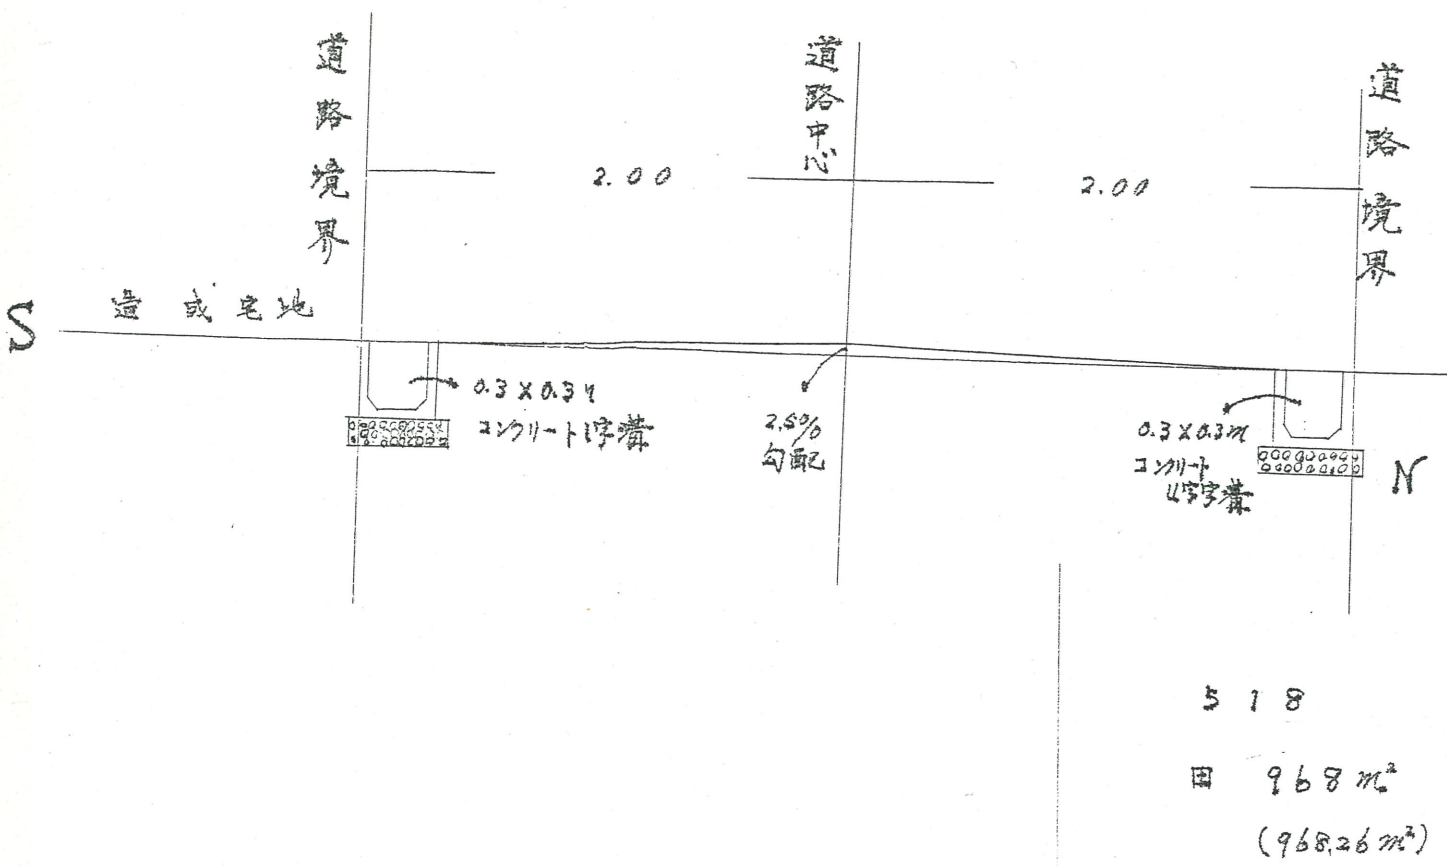 道路境界
道路中心
道路境界
2.00
2.00
S
造成宅地
0.3×0.3m
コンクリートU字溝
2.5%
勾配
0.3×0.3m
コンクリート
U字字溝
N
518
田 968m²
(968.26m²)